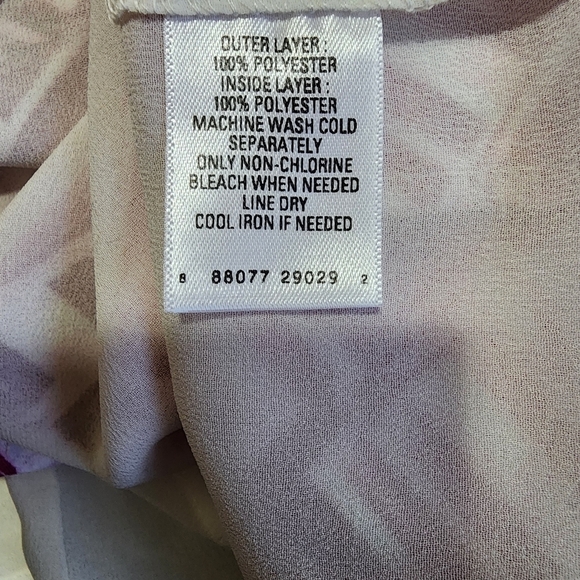 OUTER LAYER :
100% POLYESTER
INSIDE LAYER :
100% POLYESTER
MACHINE WASH COLD
SEPARATELY
ONLY NON-CHLORINE
BLEACH WHEN NEEDED
LINE DRY
COOL IRON IF NEEDED
8 88077 29029 2